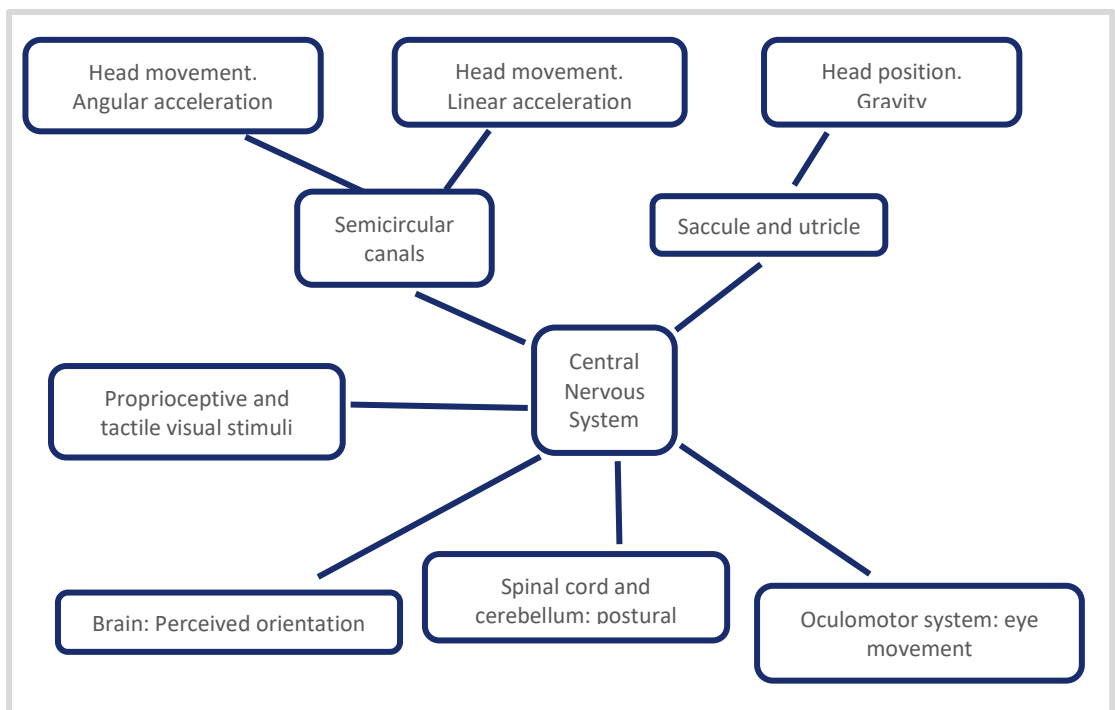 Head movement.
Angular acceleration
Head movement.
Linear acceleration
Head position.
Gravity
Semicircular
canals
Saccule and utricle
Central
Nervous
System
Proprioceptive and
tactile visual stimuli
Brain: Perceived orientation
Spinal cord and
cerebellum: postural
Oculomotor system: eye
movement